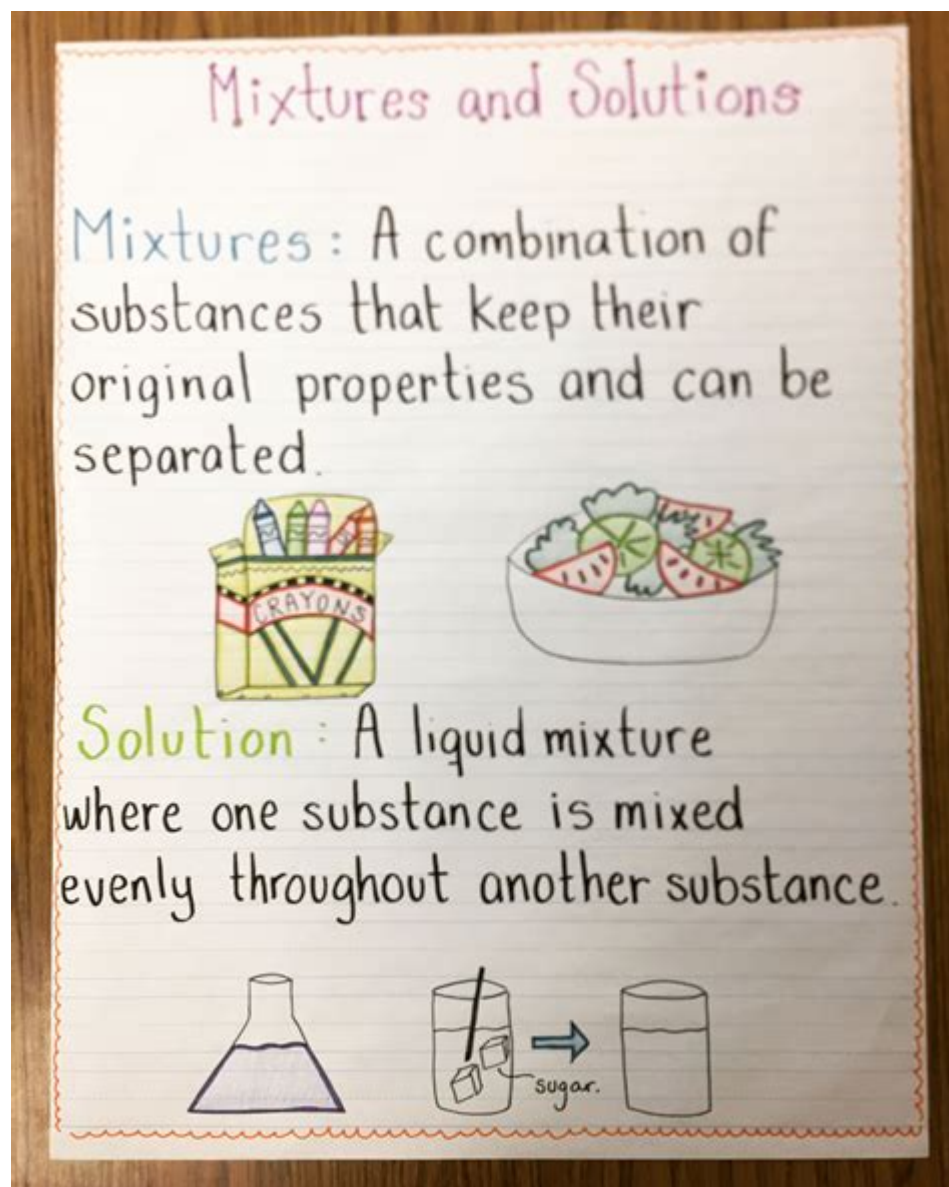 Mixtures and Solutions
Mixtures: A combination of
substances that keep their
original properties and can be
separated.
CRAYONS
Solution: A liquid mixture
where one substance is mixed
evenly throughout another substance.
sugar.